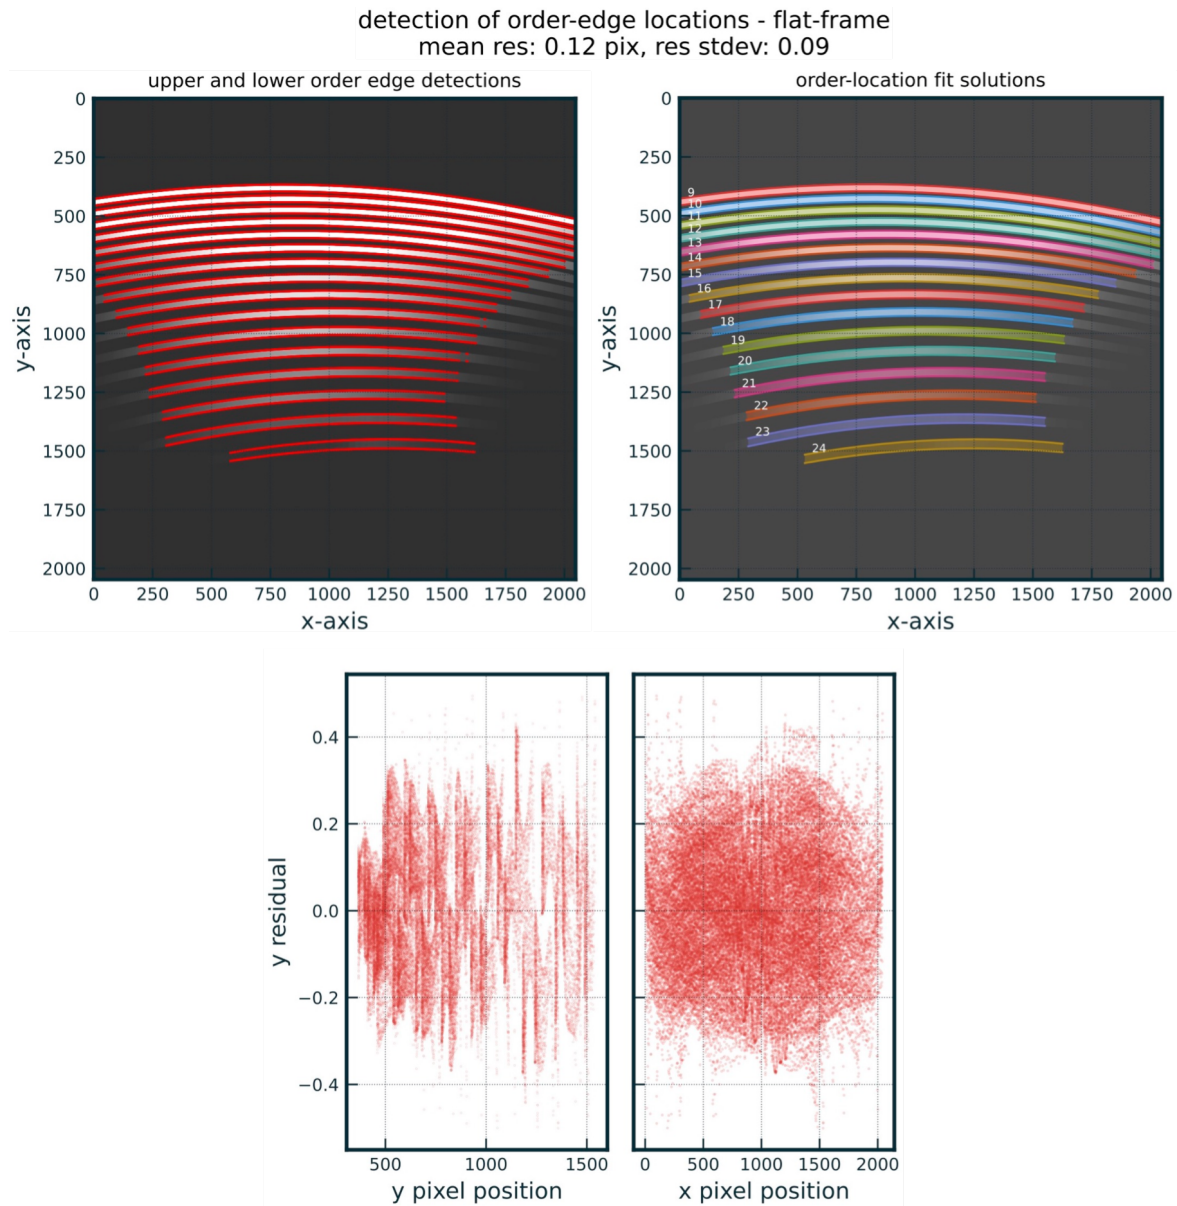 detection of order-edge locations - flat-frame
mean res: 0.12 pix, res stdev: 0.09
upper and lower order edge detections
0
250
500
750
1000
1250
1500
1750
2000
y-axis
0 250 500 750 1000 1250 1500 1750 2000
x-axis
order-location fit solutions
0
250
500
750
1000
1250
1500
1750
2000
y-axis
9
10
11
12
13
14
15
16
17
18
19
20
21
22
23
24
0 250 500 750 1000 1250 1500 1750 2000
x-axis
0.4
0.2
0.0
−0.2
−0.4
y residual
500 1000 1500
y pixel position
0 500 1000 1500 2000
x pixel position